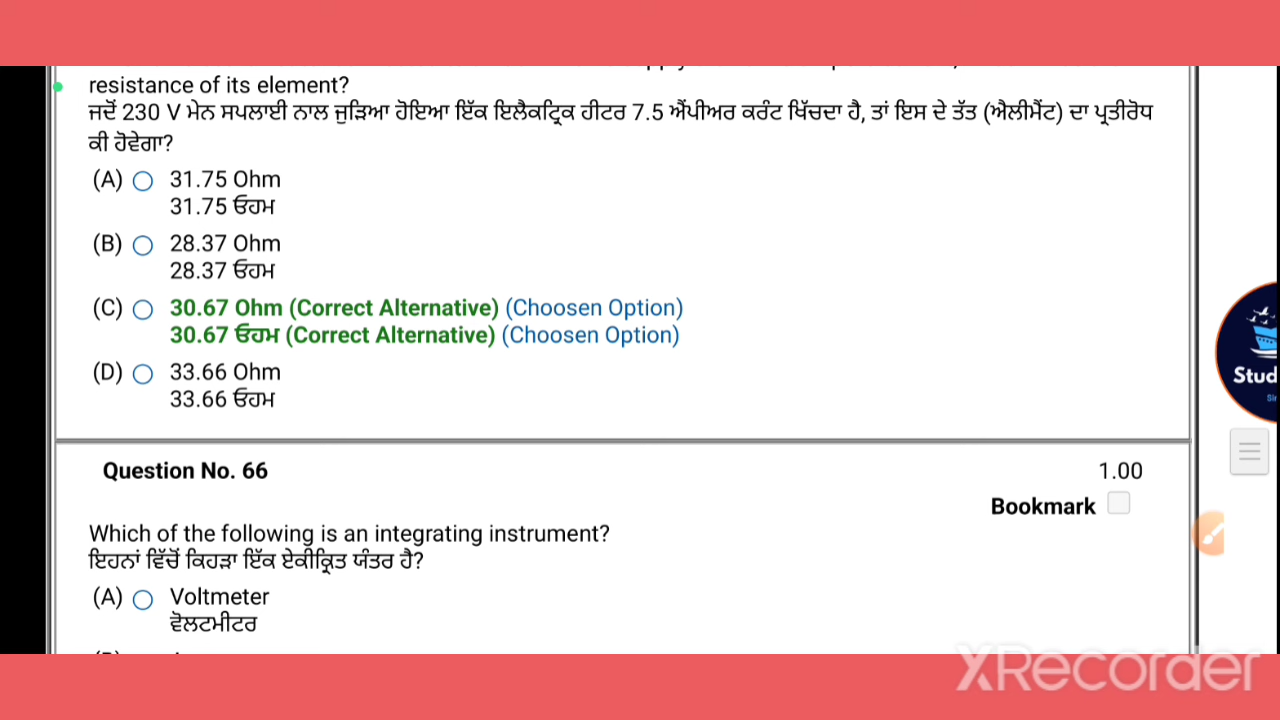 resistance of its element?
ਜਦੋਂ 230 V ਮੇਨ ਸਪਲਾਈ ਨਾਲ ਜੁੜਿਆ ਹੋਇਆ ਇੱਕ ਇਲੈਕਟ੍ਰਿਕ ਹੀਟਰ 7.5 ਐਂਪੀਅਰ ਕਰੰਟ ਖਿੱਚਦਾ ਹੈ, ਤਾਂ ਇਸ ਦੇ ਤੱਤ (ਐਲੀਮੈਂਟ) ਦਾ ਪ੍ਰਤੀਰੋਧ
ਕੀ ਹੋਵੇਗਾ?
(A) 31.75 Ohm
31.75 ਓਹਮ
(B) 28.37 Ohm
28.37 ਓਹਮ
(C) 30.67 Ohm (Correct Alternative) (Choosen Option)
30.67 ਓਹਮ (Correct Alternative) (Choosen Option)
(D) 33.66 Ohm
33.66 ਓਹਮ
Stud
Question No. 66 1.00
Bookmark
Which of the following is an integrating instrument?
ਇਹਨਾਂ ਵਿੱਚੋਂ ਕਿਹੜਾ ਇੱਕ ਏਕੀਕ੍ਰਿਤ ਯੰਤਰ ਹੈ?
(A) Voltmeter
ਵੋਲਟਮੀਟਰ
XRecorder